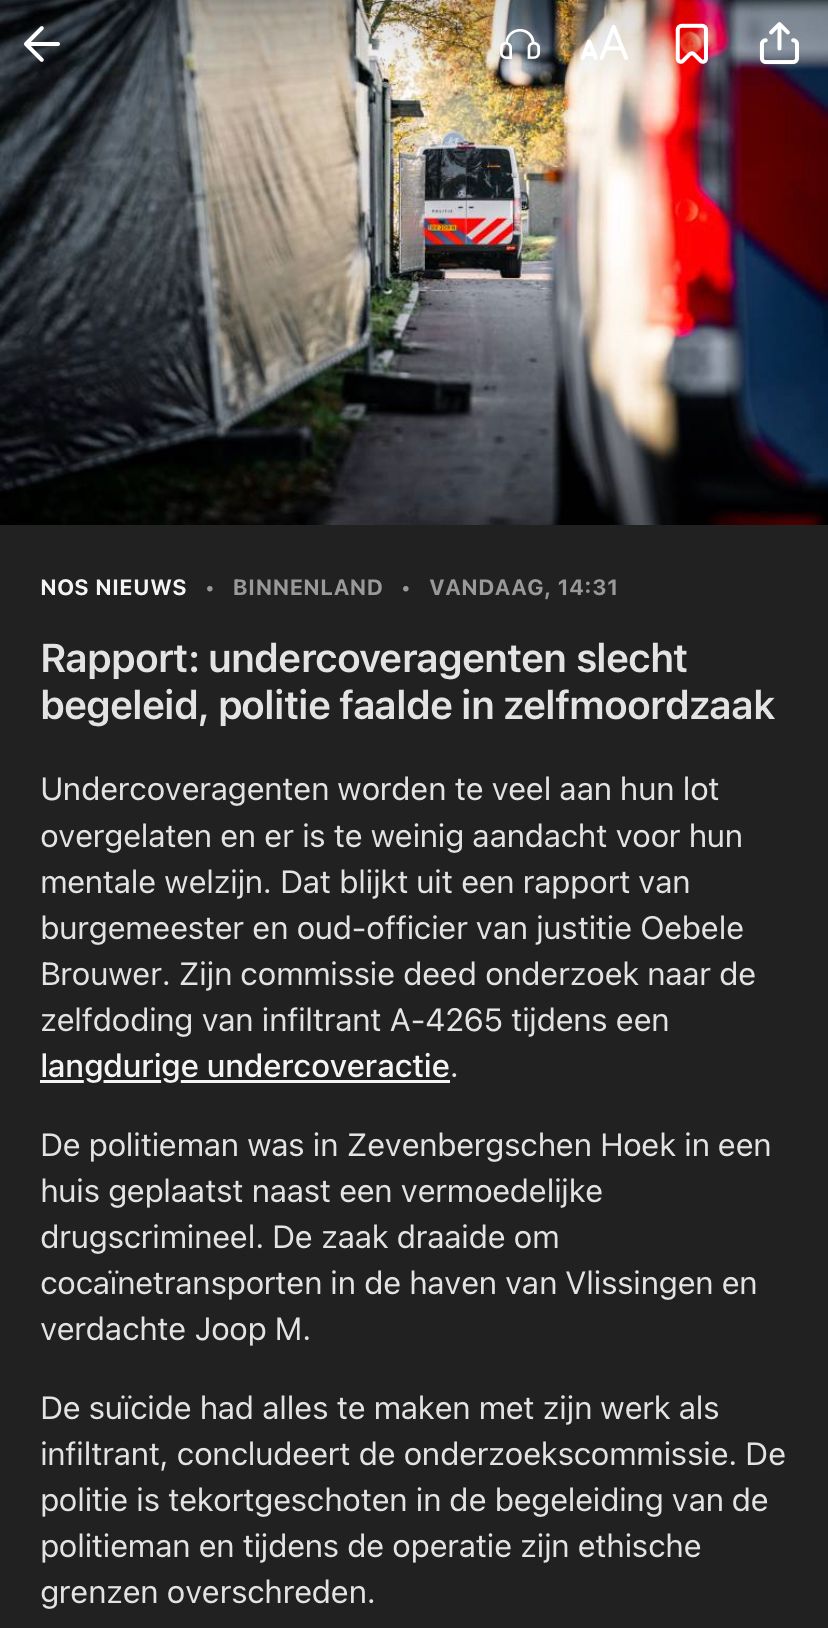 AA
POLITIE
NOS NIEUWS • BINNENLAND • VANDAAG, 14:31
Rapport: undercoveragenten slecht
begeleid, politie faalde in zelfmoordzaak
Undercoveragenten worden te veel aan hun lot
overgelaten en er is te weinig aandacht voor hun
mentale welzijn. Dat blijkt uit een rapport van
burgemeester en oud-officier van justitie Oebele
Brouwer. Zijn commissie deed onderzoek naar de
zelfdoding van infiltrant A-4265 tijdens een
langdurige undercoveractie.
De politieman was in Zevenbergschen Hoek in een
huis geplaatst naast een vermoedelijke
drugscrimineel. De zaak draaide om
cocaïnetransporten in de haven van Vlissingen en
verdachte Joop M.
De suïcide had alles te maken met zijn werk als
infiltrant, concludeert de onderzoekscommissie. De
politie is tekortgeschoten in de begeleiding van de
politieman en tijdens de operatie zijn ethische
grenzen overschreden.